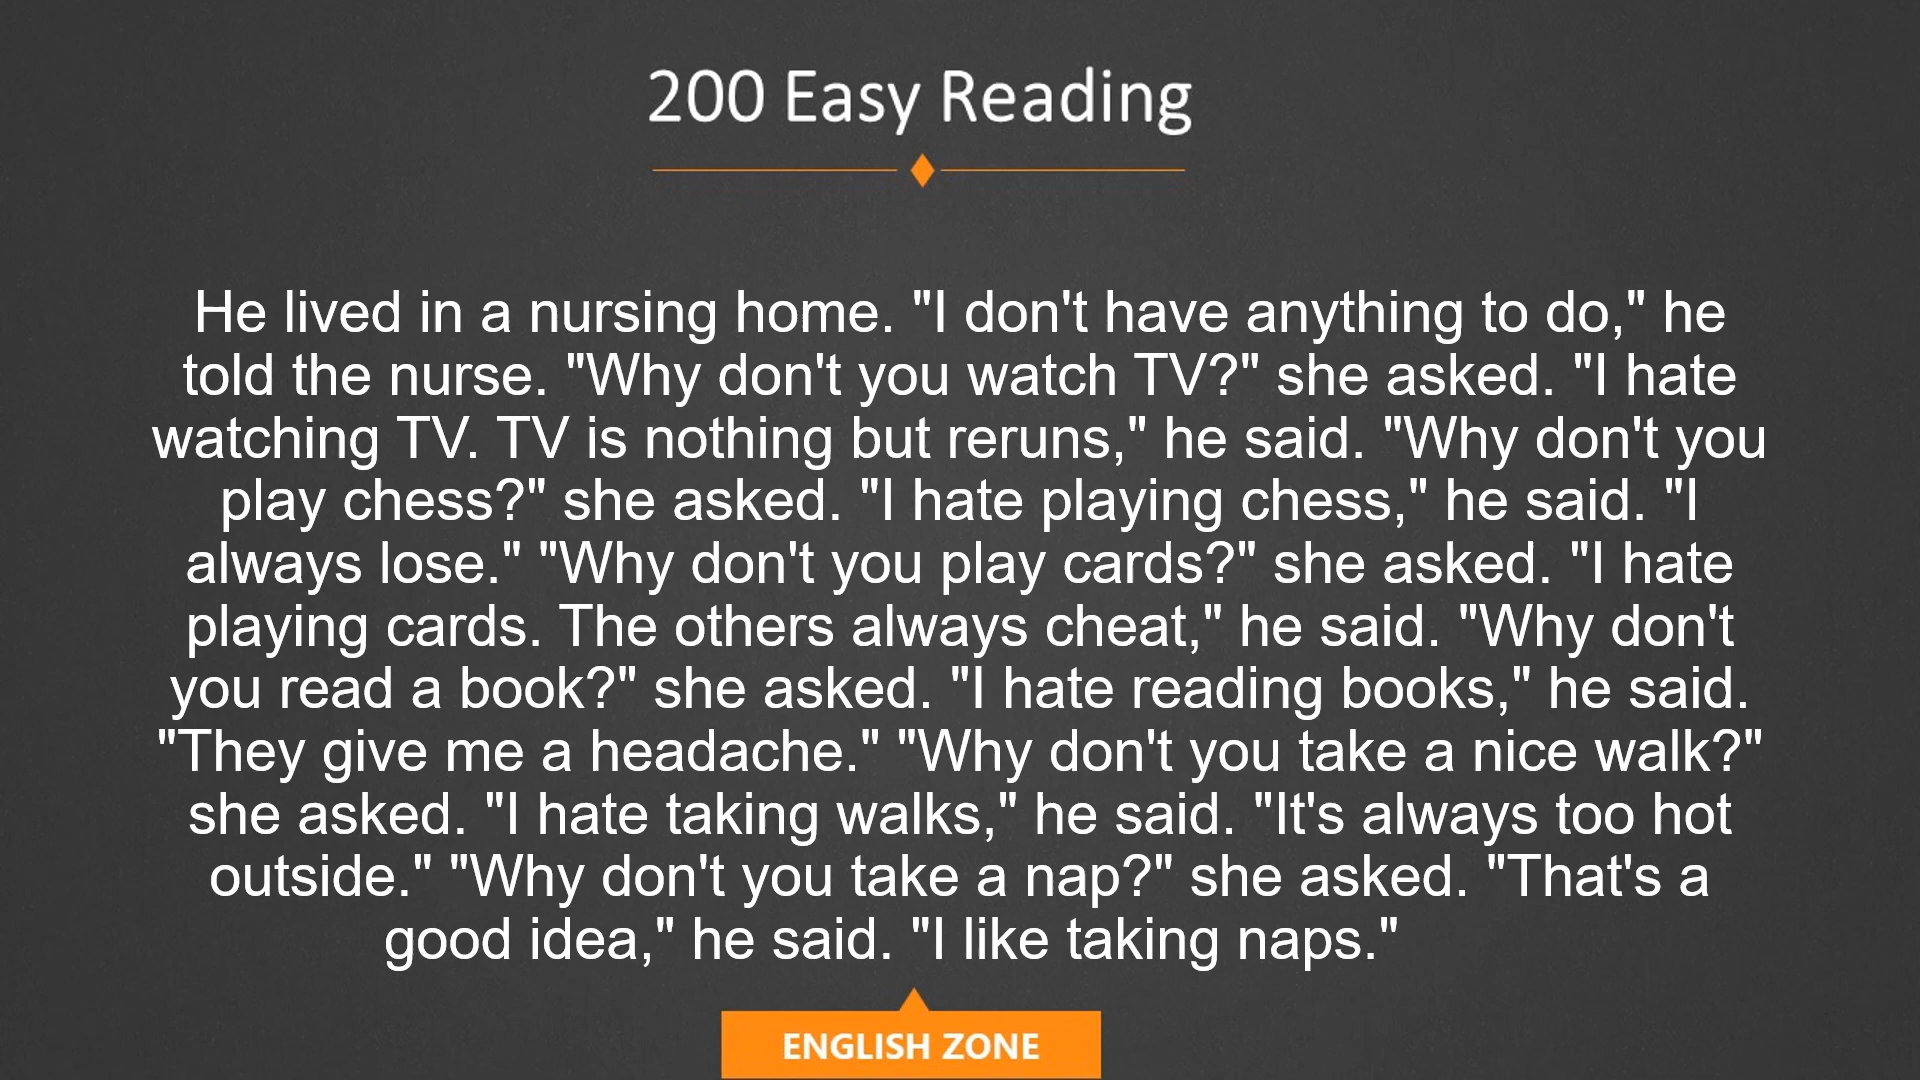 200 Easy Reading
He lived in a nursing home. "I don't have anything to do," he
told the nurse. "Why don't you watch TV?" she asked. "I hate
watching TV. TV is nothing but reruns," he said. "Why don't you
play chess?" she asked. "I hate playing chess," he said. "I
always lose." "Why don't you play cards?" she asked. "I hate
playing cards. The others always cheat," he said. "Why don't
you read a book?" she asked. "I hate reading books," he said.
"They give me a headache." "Why don't you take a nice walk?"
she asked. "I hate taking walks," he said. "It's always too hot
outside." "Why don't you take a nap?" she asked. "That's a
good idea," he said. "I like taking naps."
ENGLISH ZONE